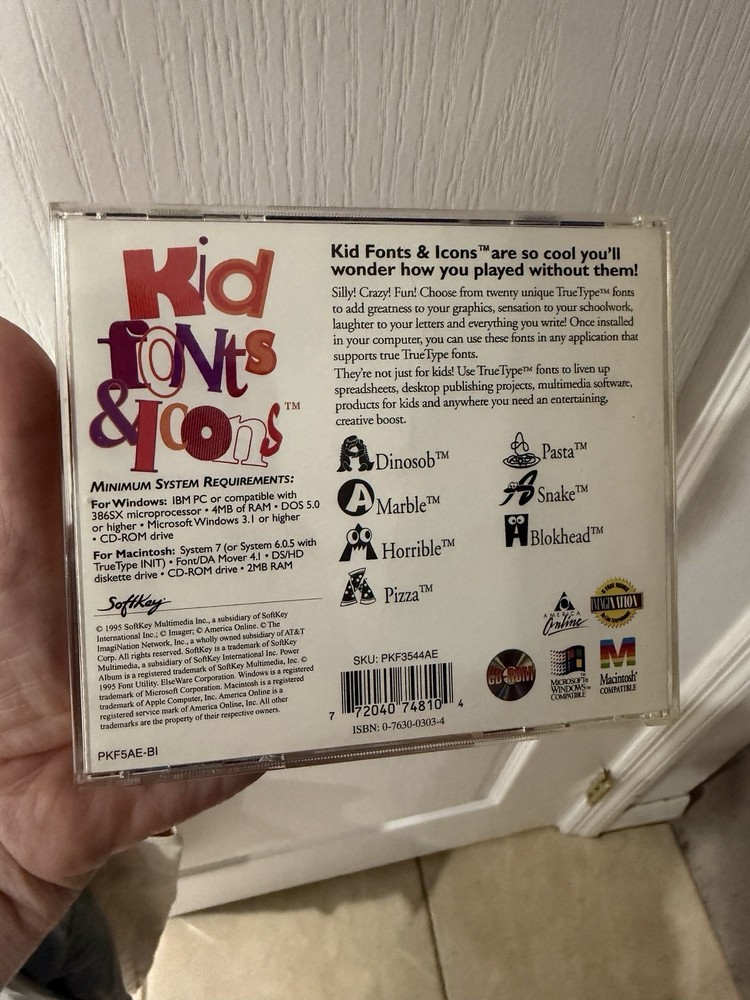 Kid
fonts
& Icons™
MINIMUM SYSTEM REQUIREMENTS:
For Windows: IBM PC or compatible with
386SX microprocessor • 4MB of RAM • DOS 5.0
or higher • Microsoft Windows 3.1 or higher
• CD-ROM drive
For Macintosh: System 7 (or System 6.0.5 with
TrueType INIT) • Font/DA Mover 4.1 • DS/HD
diskette drive • CD-ROM drive • 2MB RAM
SoftKey
© 1995 SoftKey Multimedia Inc., a subsidiary of SoftKey
International Inc.; © Imager; © America Online. © The
ImagiNation Network, Inc., a wholly owned subsidiary of AT&T
Corp. All rights reserved. SoftKey is a trademark of SoftKey
Multimedia, a subsidiary of SoftKey International Inc. Power
Album is a registered trademark of SoftKey Multimedia, Inc. ©
1995 Font Utility. ElseWare Corporation. Windows is a registered
trademark of Microsoft Corporation. Macintosh is a registered
trademark of Apple Computer, Inc. America Online is a
registered service mark of America Online, Inc. All other
trademarks are the property of their respective owners.
PKF5AE-BI
Kid Fonts & Icons™ are so cool you'll
wonder how you played without them!
Silly! Crazy! Fun! Choose from twenty unique TrueType™ fonts
to add greatness to your graphics, sensation to your schoolwork,
laughter to your letters and everything you write! Once installed
in your computer, you can use these fonts in any application that
supports true TrueType fonts.
They're not just for kids! Use TrueType™ fonts to liven up
spreadsheets, desktop publishing projects, multimedia software,
products for kids and anywhere you need an entertaining,
creative boost.
A Dinosob™
A Marble™
A Horrible™
A Pizza™
A Pasta™
A Snake™
A Blokhead™
AMERICA
Online
IMAGINATION
SKU: PKF3544AE
7 72040 74810 4
ISBN: 0-7630-0303-4
CD-ROM
MICROSOFT®
WINDOWS™
COMPATIBLE
Macintosh®
COMPATIBLE